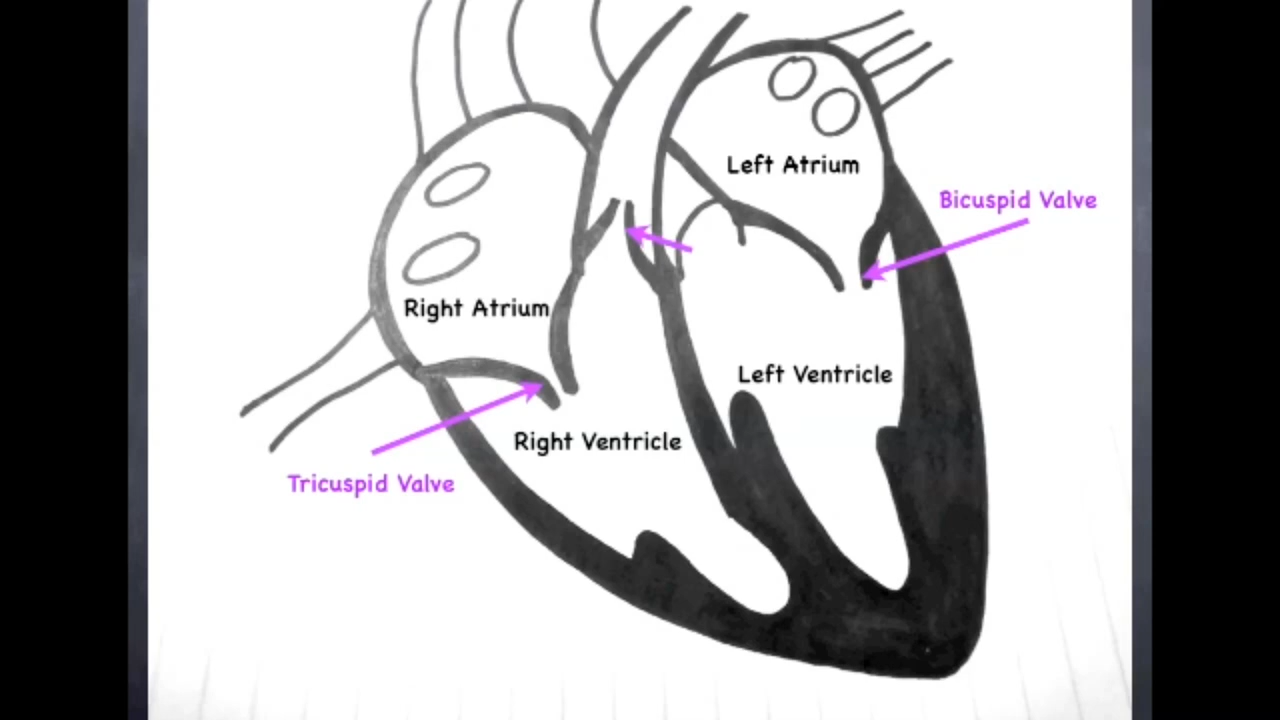 Left Atrium
Bicuspid Valve
Right Atrium
Left Ventricle
Right Ventricle
Tricuspid Valve